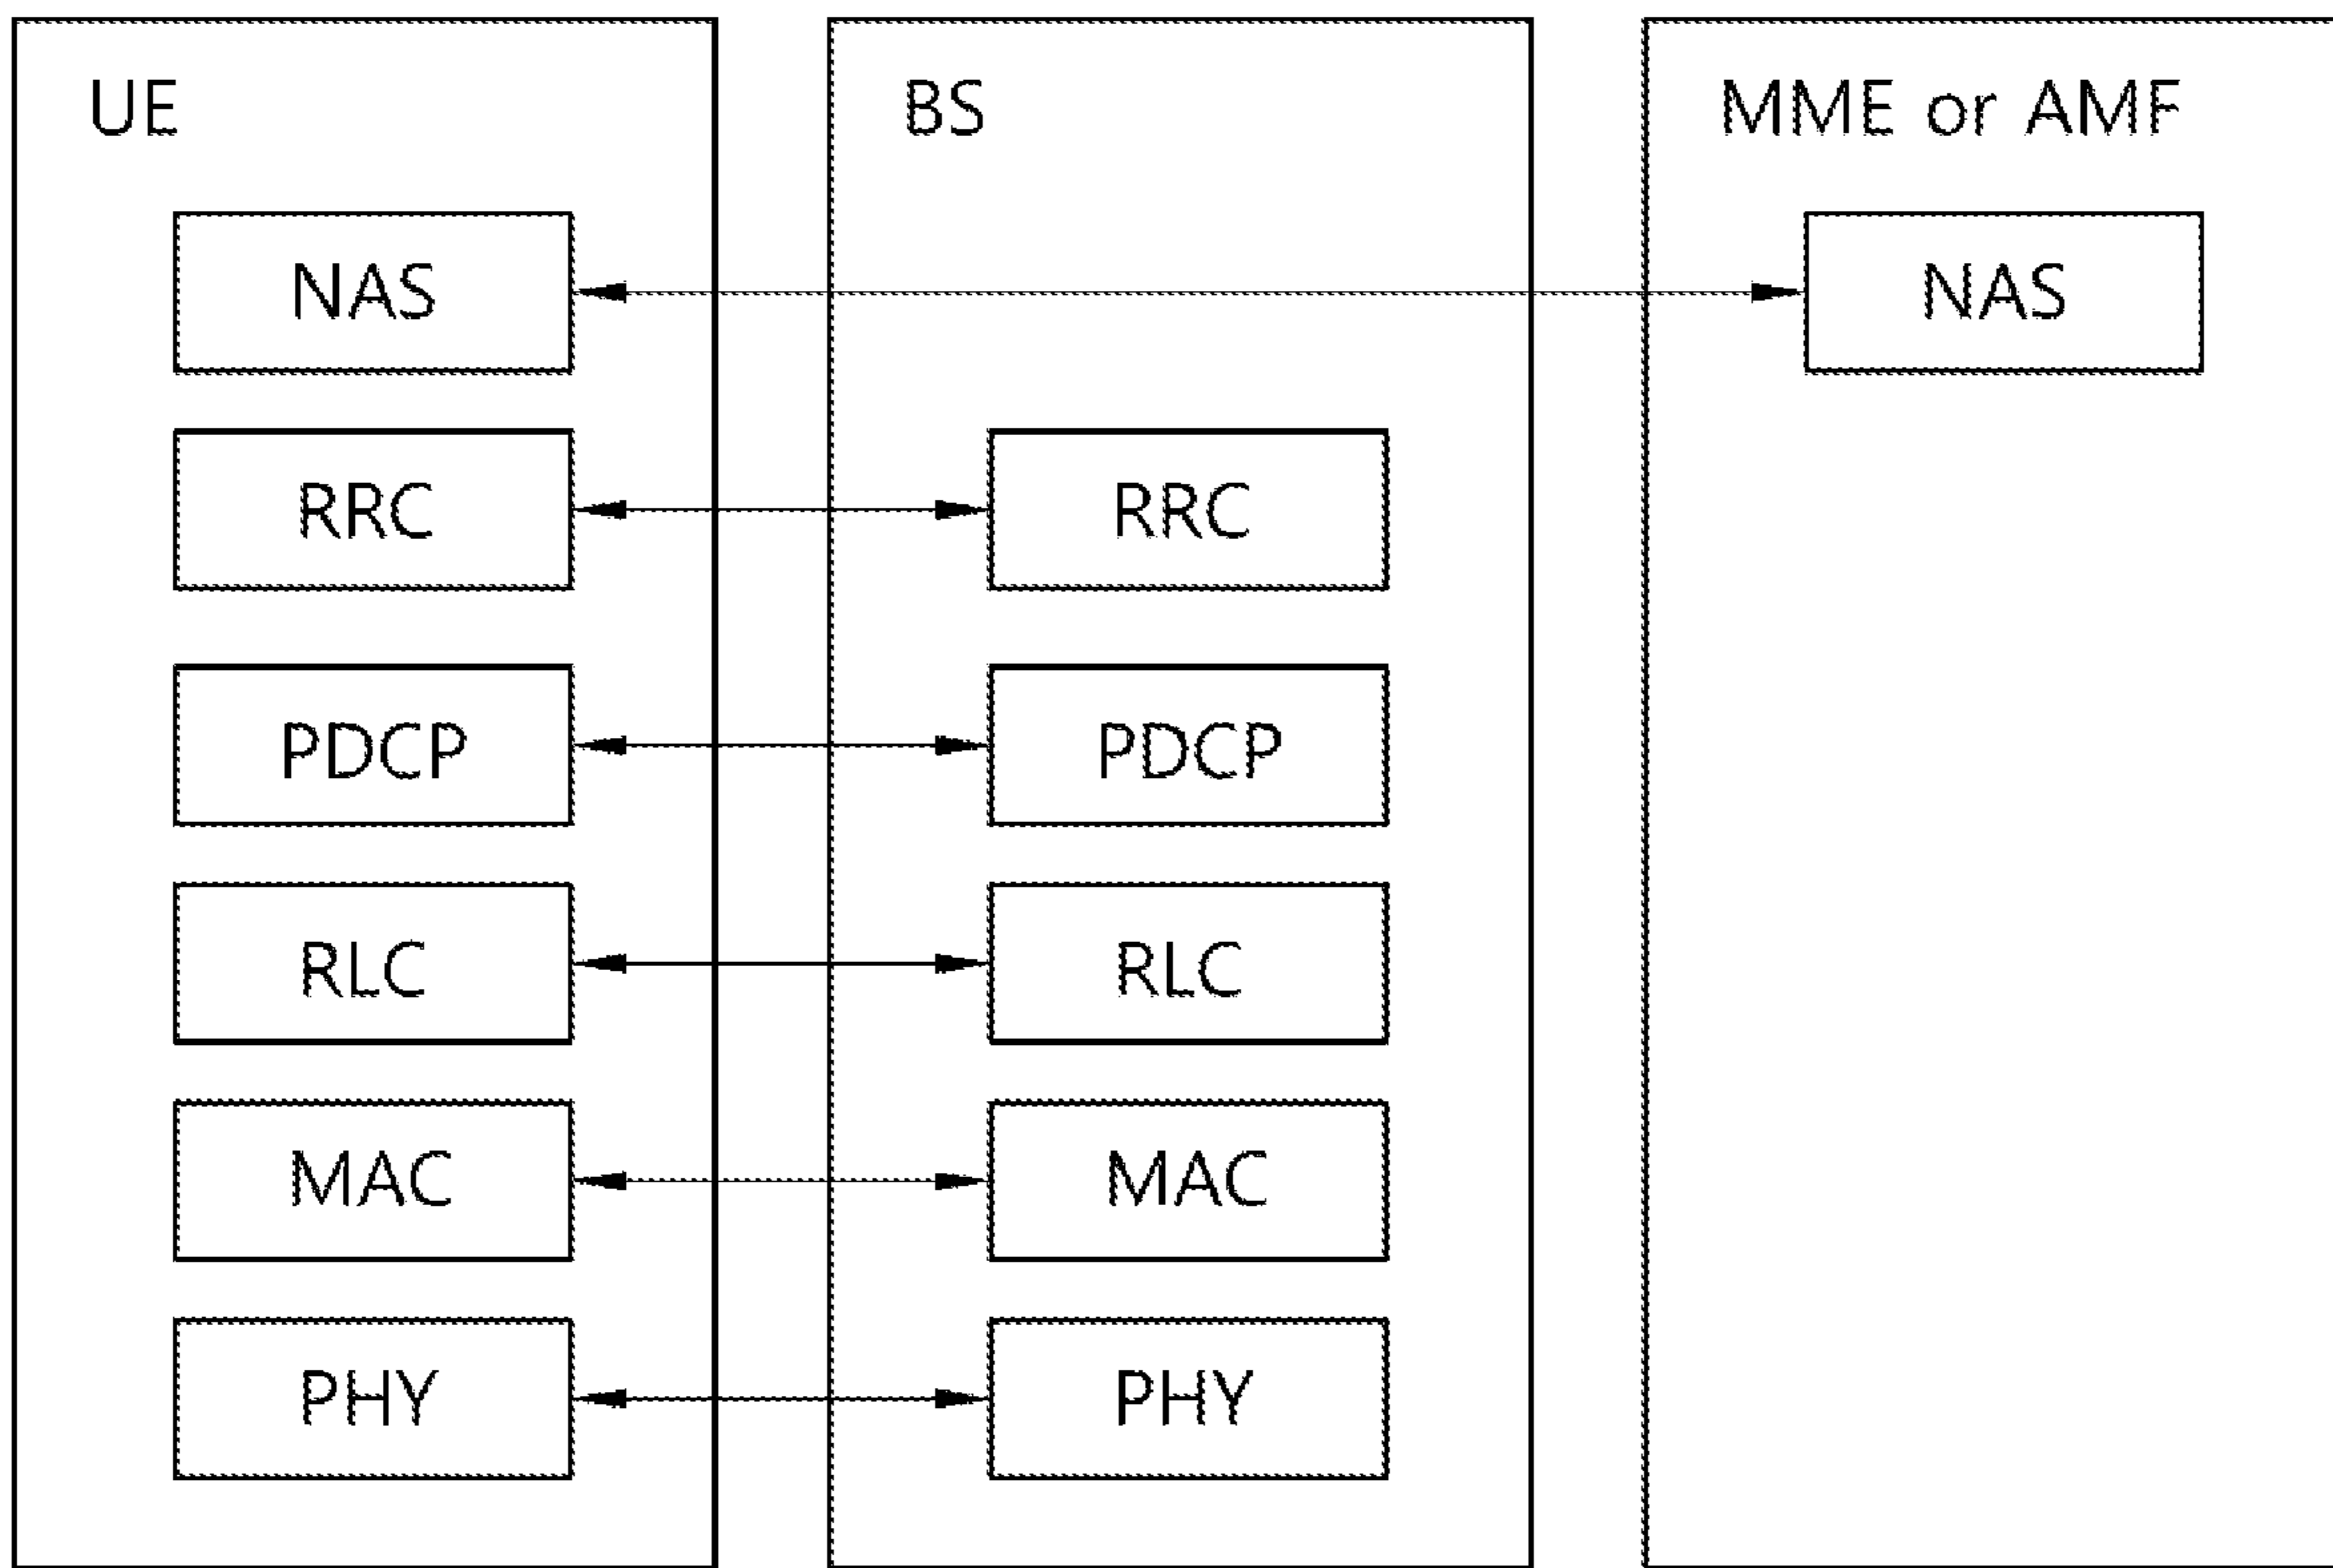 UE
BS
MME or AMF
NAS
NAS
RRC
RRC
PDCP
PDCP
RLC
RLC
MAC
MAC
PHY
PHY